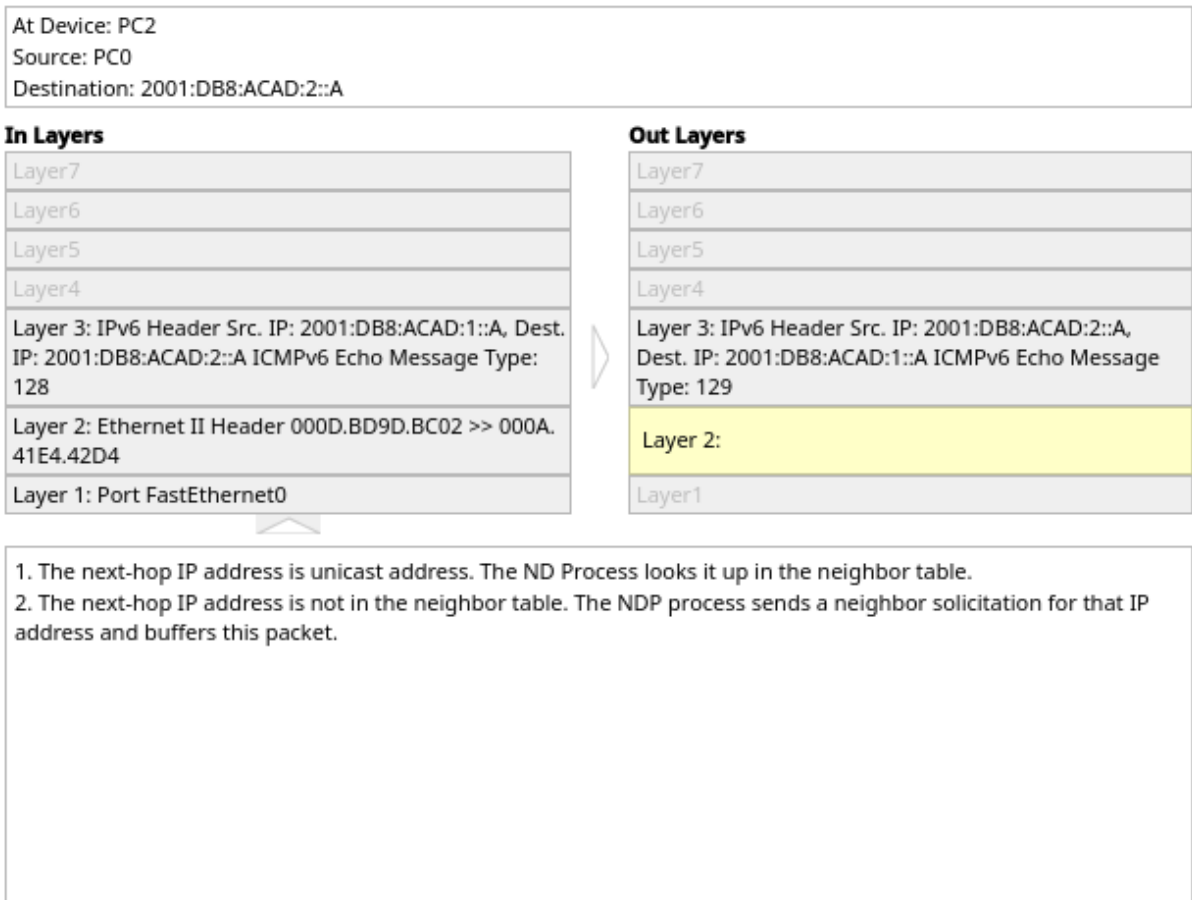 At Device: PC2
Source: PC0
Destination: 2001:DB8:ACAD:2::A
In Layers
Layer7
Layer6
Layer5
Layer4
Layer 3: IPv6 Header Src. IP: 2001:DB8:ACAD:1::A, Dest.
IP: 2001:DB8:ACAD:2::A ICMPv6 Echo Message Type:
128
Layer 2: Ethernet II Header 000D.BD9D.BC02 >> 000A.
41E4.42D4
Layer 1: Port FastEthernet0
Out Layers
Layer7
Layer6
Layer5
Layer4
Layer 3: IPv6 Header Src. IP: 2001:DB8:ACAD:2::A,
Dest. IP: 2001:DB8:ACAD:1::A ICMPv6 Echo Message
Type: 129
Layer 2:
Layer1
1. The next-hop IP address is unicast address. The ND Process looks it up in the neighbor table.
2. The next-hop IP address is not in the neighbor table. The NDP process sends a neighbor solicitation for that IP
address and buffers this packet.